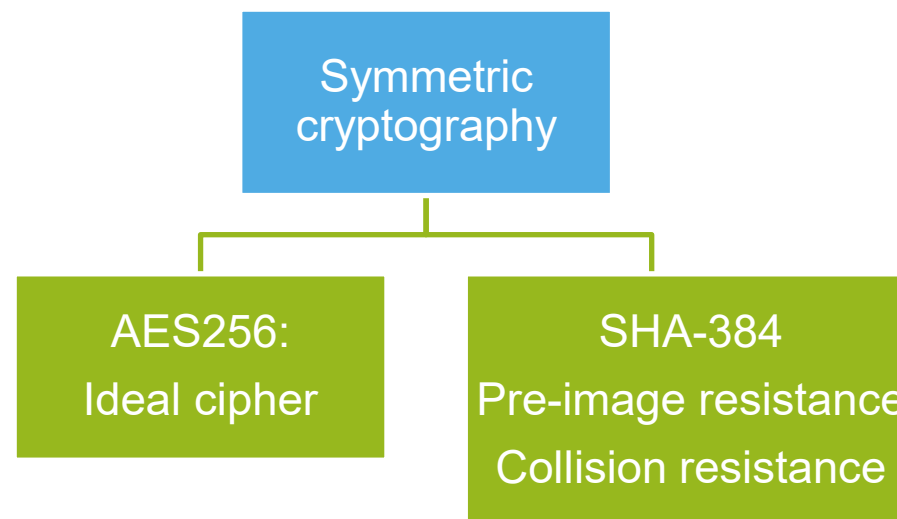 Symmetric
cryptography
AES256:
Ideal cipher
SHA-384
Pre-image resistance
Collision resistance